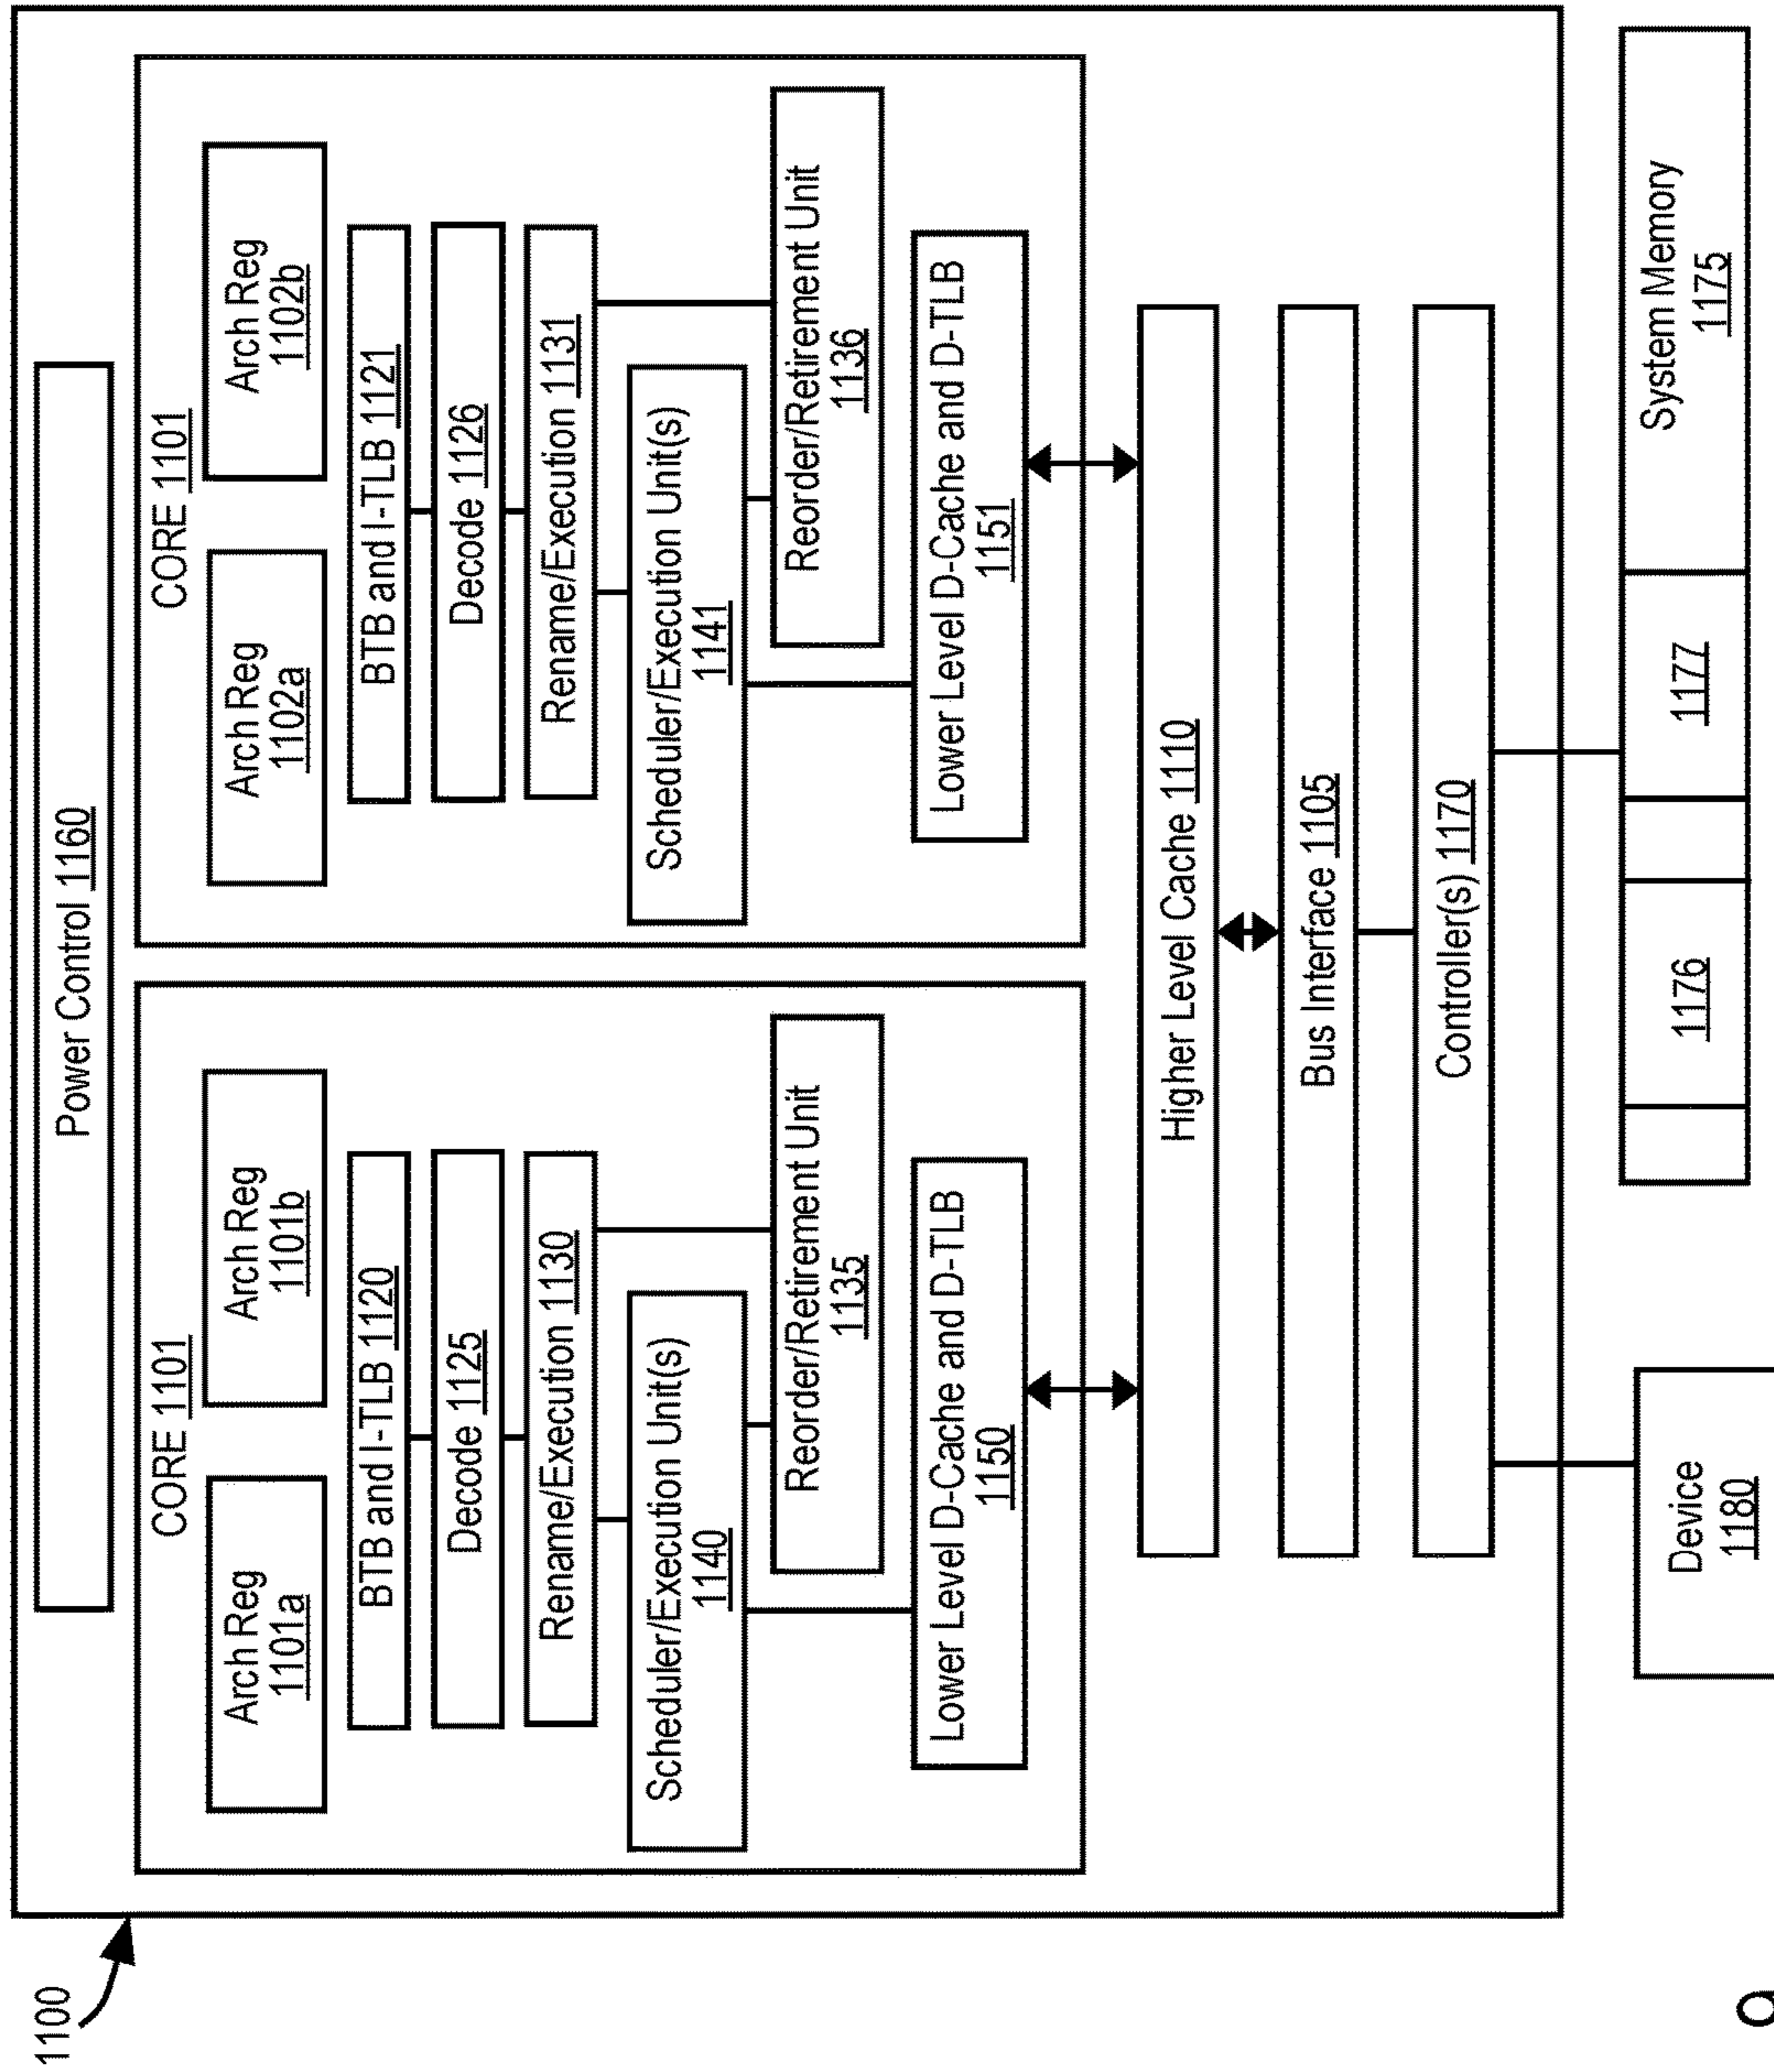 1100
Power Control 1160
CORE 1101
Arch Reg
1101a
Arch Reg
1101b
BTB and I-TLB 1120
Decode 1125
Rename/Execution 1130
Scheduler/Execution Unit(s)
1140
Reorder/Retirement Unit
1135
Lower Level D-Cache and D-TLB
1150
CORE 1101
Arch Reg
1102a
Arch Reg
1102b
BTB and I-TLB 1121
Decode 1126
Rename/Execution 1131
Scheduler/Execution Unit(s)
1141
Reorder/Retirement Unit
1136
Lower Level D-Cache and D-TLB
1151
Higher Level Cache 1110
Bus Interface 1105
Controller(s) 1170
Device
1180
1176
1177
System Memory
1175